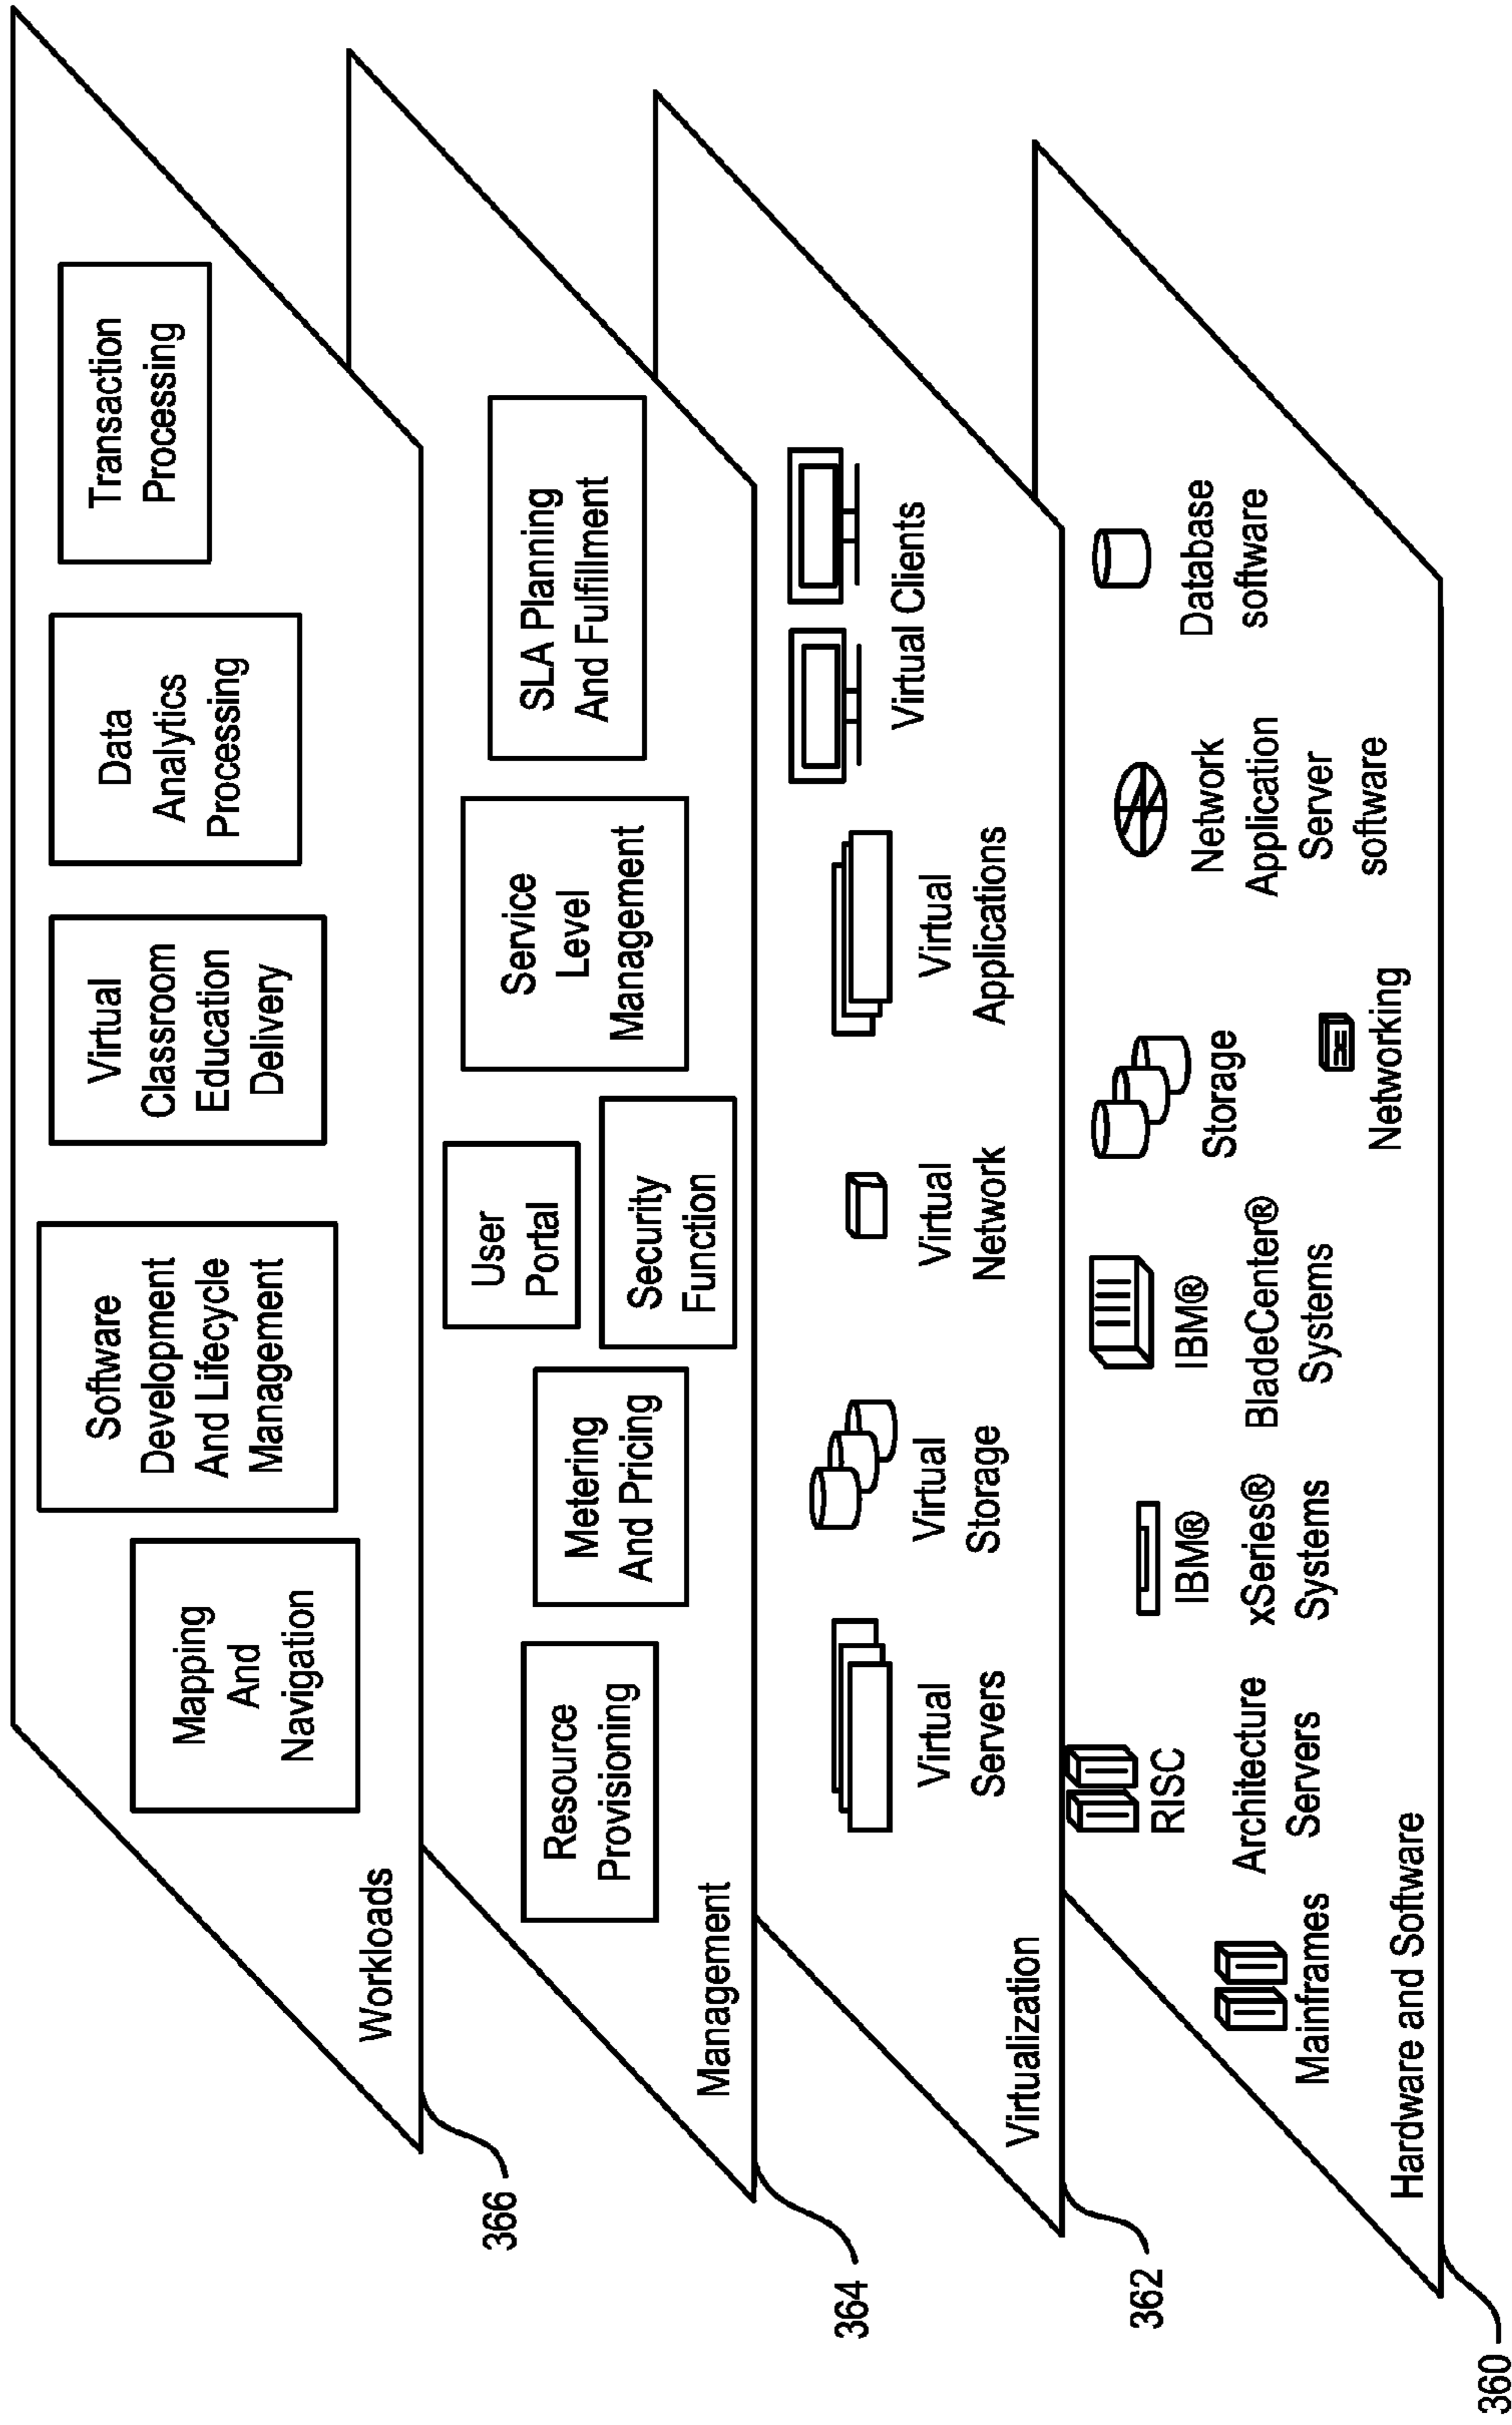 Mapping
And
Navigation
Software
Development
And Lifecycle
Management
Virtual
Classroom
Education
Delivery
Data
Analytics
Processing
Transaction
Processing
Workloads
366
Resource
Provisioning
Metering
And Pricing
User
Portal
Security
Function
Service
Level
Management
SLA Planning
And Fulfillment
Management
364
Virtual
Servers
Virtual
Storage
Virtual
Network
Virtual
Applications
Virtual Clients
Virtualization
362
Mainframes
RISC
Architecture
Servers
IBM®
xSeries®
Systems
IBM®
BladeCenter®
Systems
Storage
Networking
Network
Application
Server
software
Database
software
Hardware and Software
360